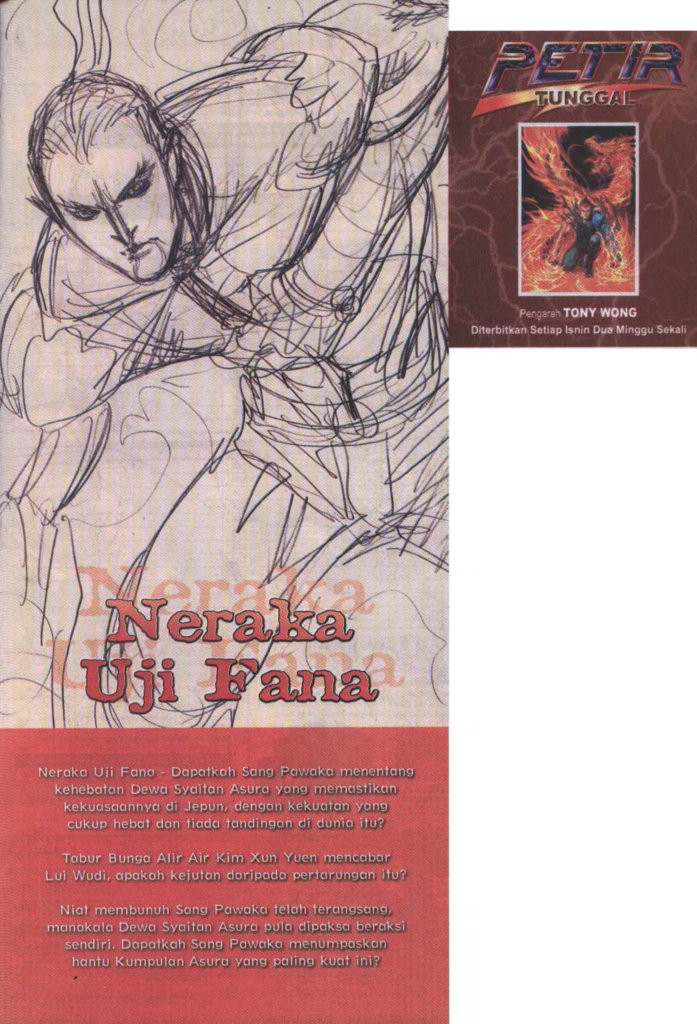 Neraka
Uji Fana
Neraka
Uji Fana
Neraka Uji Fana - Dapatkah Sang Pawaka menentang
kehebatan Dewa Syaitan Asura yang memastikan
kekuasaannya di Jepun, dengan kekuatan yang
cukup hebat dan tiada tandingan di dunia itu?
Tabur Bunga Alir Air Kim Xun Yuen mencabar
Lui Wudi, apakah kejutan daripada pertarungan itu?
Niat membunuh Sang Pawaka telah terangsang,
manakala Dewa Syaitan Asura pula dipaksa beraksi
sendiri. Dapatkah Sang Pawaka menumpaskan
hantu Kumpulan Asura yang paling kuat ini?
PETIR
TUNGGAL
Pengarah TONY WONG
Diterbitkan Setiap Isnin Dua Minggu Sekali